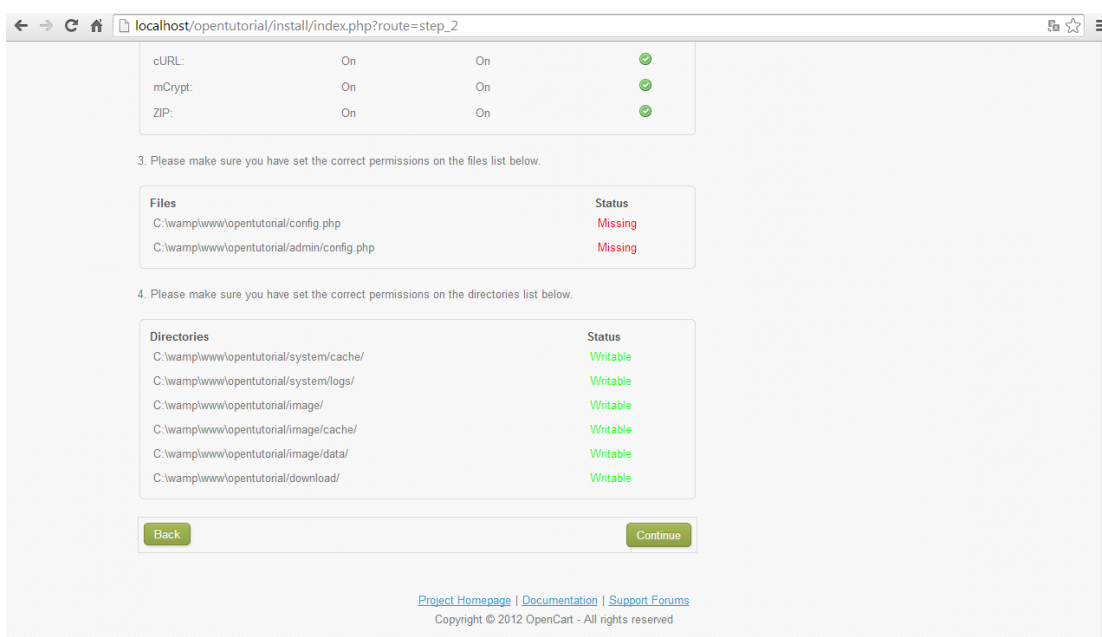 localhost/opentutorial/install/index.php?route=step_2
cURL: On On
mCrypt: On On
ZIP: On On
3. Please make sure you have set the correct permissions on the files list below.
Files Status
C:\wamp\www\opentutorial/config.php Missing
C:\wamp\www\opentutorial/admin/config.php Missing
4. Please make sure you have set the correct permissions on the directories list below.
Directories Status
C:\wamp\www\opentutorial/system/cache/ Writable
C:\wamp\www\opentutorial/system/logs/ Writable
C:\wamp\www\opentutorial/image/ Writable
C:\wamp\www\opentutorial/image/cache/ Writable
C:\wamp\www\opentutorial/image/data/ Writable
C:\wamp\www\opentutorial/download/ Writable
Back Continue
Project Homepage | Documentation | Support Forums
Copyright © 2012 OpenCart - All rights reserved